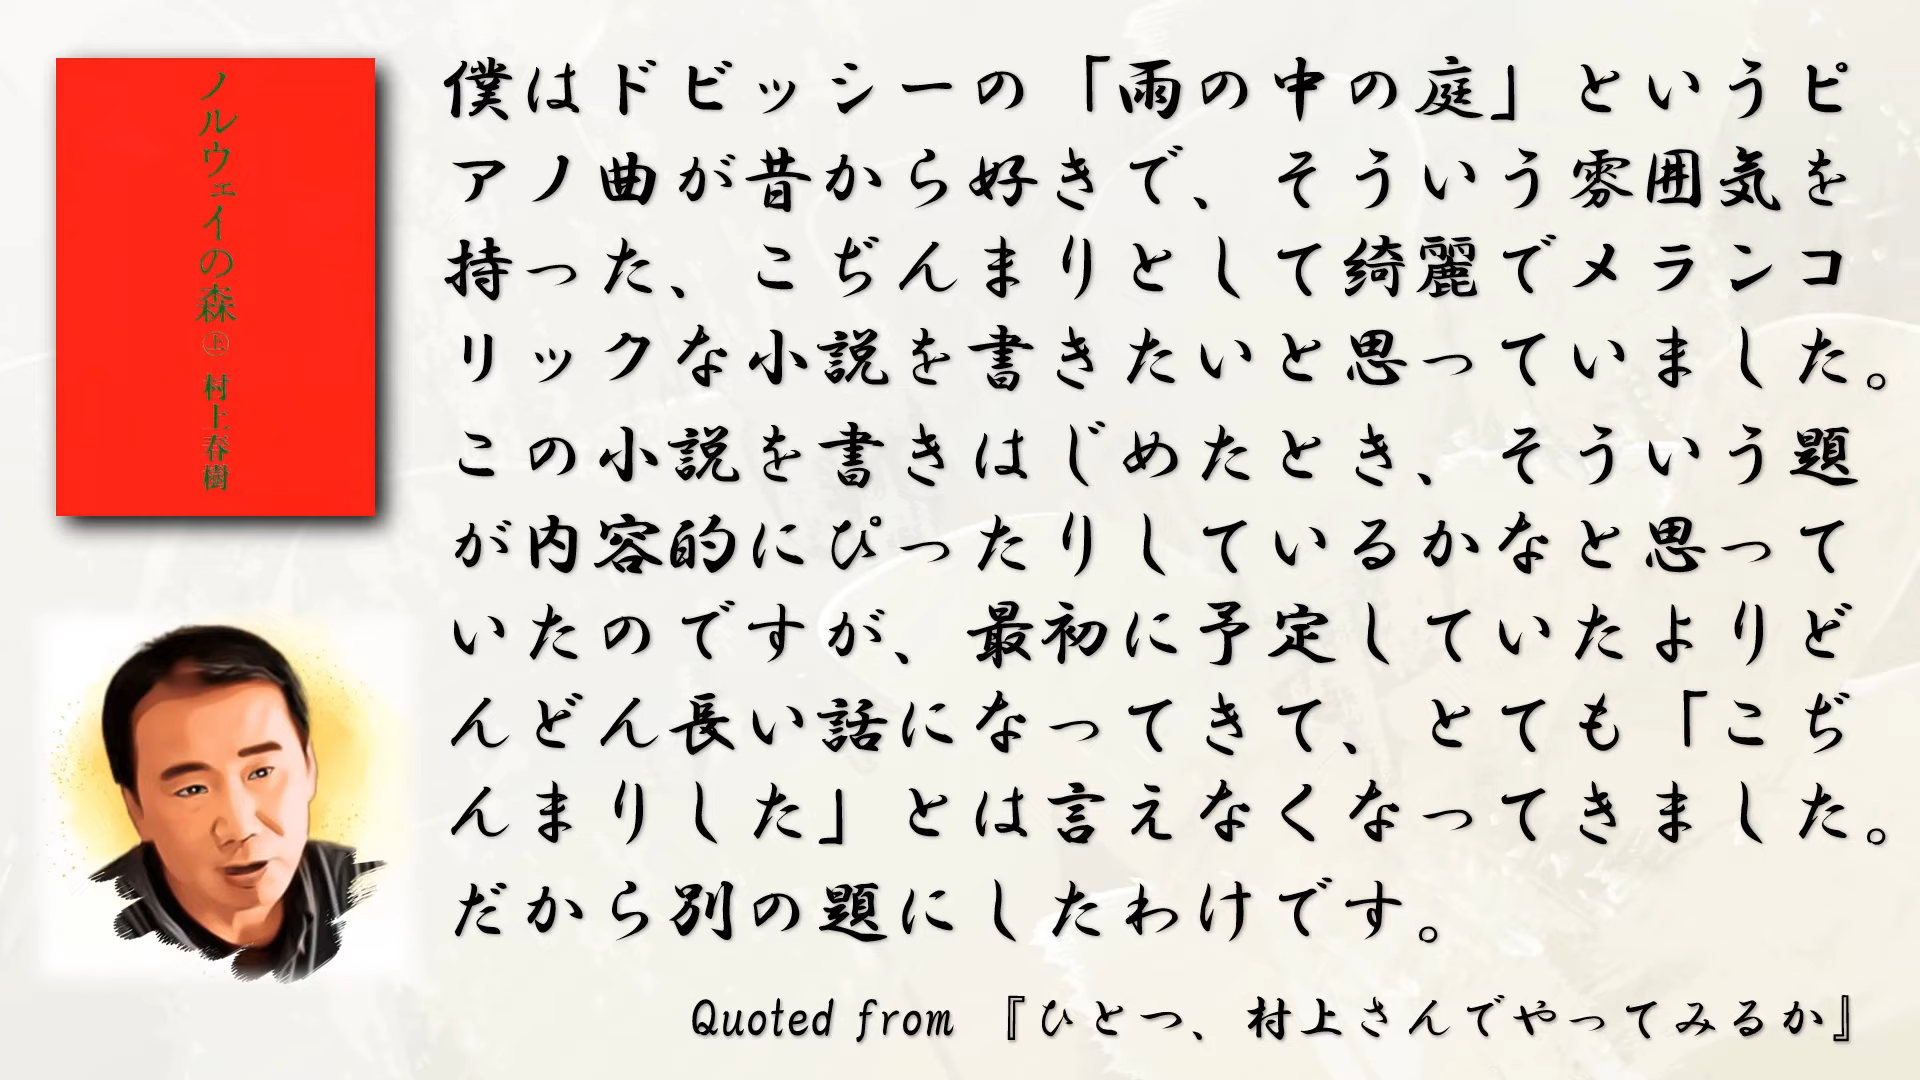 ノルウェイの森 ㊤ 村上春樹
僕はドビッシーの「雨の中の庭」というピ
アノ曲が昔から好きで、そういう雰囲気を
持った、こぢんまりとして綺麗でメランコ
リックな小説を書きたいと思っていました。
この小説を書きはじめたとき、そういう題
が内容的にぴったりしているかなと思って
いたのですが、最初に予定していたよりど
んどん長い話になってきて、とても「こぢ
んまりした」とは言えなくなってきました。
だから別の題にしたわけです。
Quoted from 『ひとつ、村上さんでやってみるか』